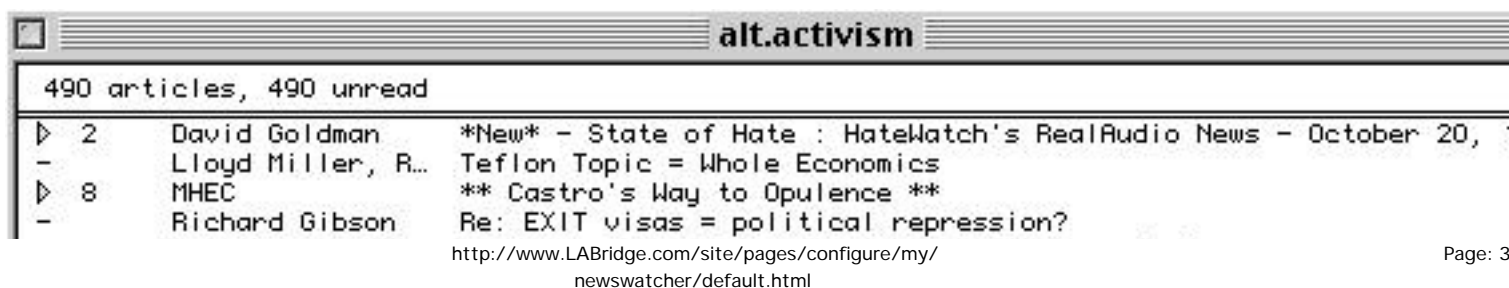 alt.activism
490 articles, 490 unread
2 David Goldman *New* - State of Hate : HateWatch's RealAudio News - October 20,
- Lloyd Miller, R… Teflon Topic = Whole Economics
8 MHEC ** Castro's Way to Opulence **
- Richard Gibson Re: EXIT visas = political repression?
http://www.LABridge.com/site/pages/configure/my/ Page: 3
newswatcher/default.html